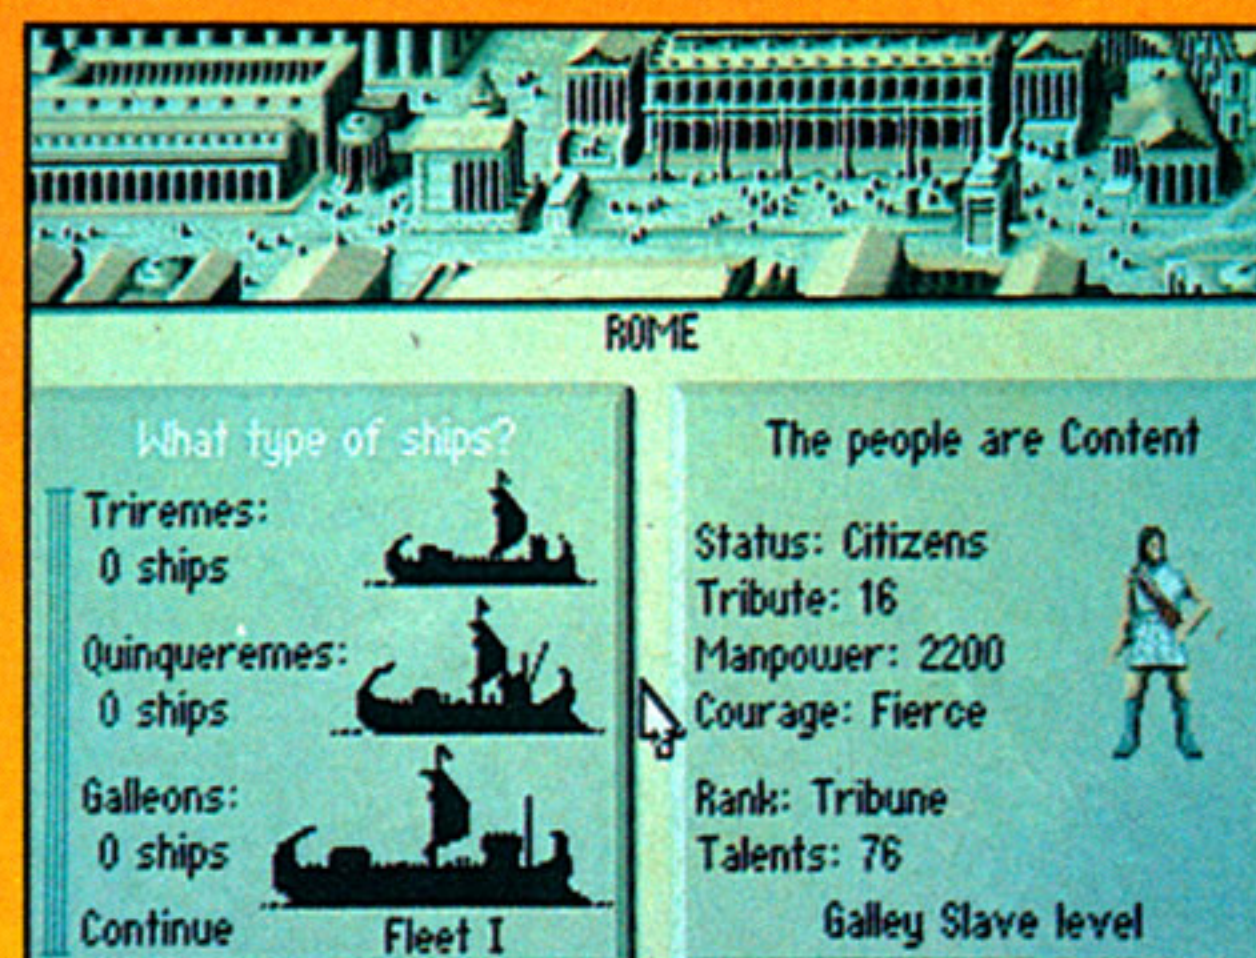 ROME
What type of ships?
Triremes:
0 ships
Quinqueremes:
0 ships
Galleons:
0 ships
Continue
Fleet I
The people are Content
Status: Citizens
Tribute: 16
Manpower: 2200
Courage: Fierce
Rank: Tribune
Talents: 76
Galley Slave level